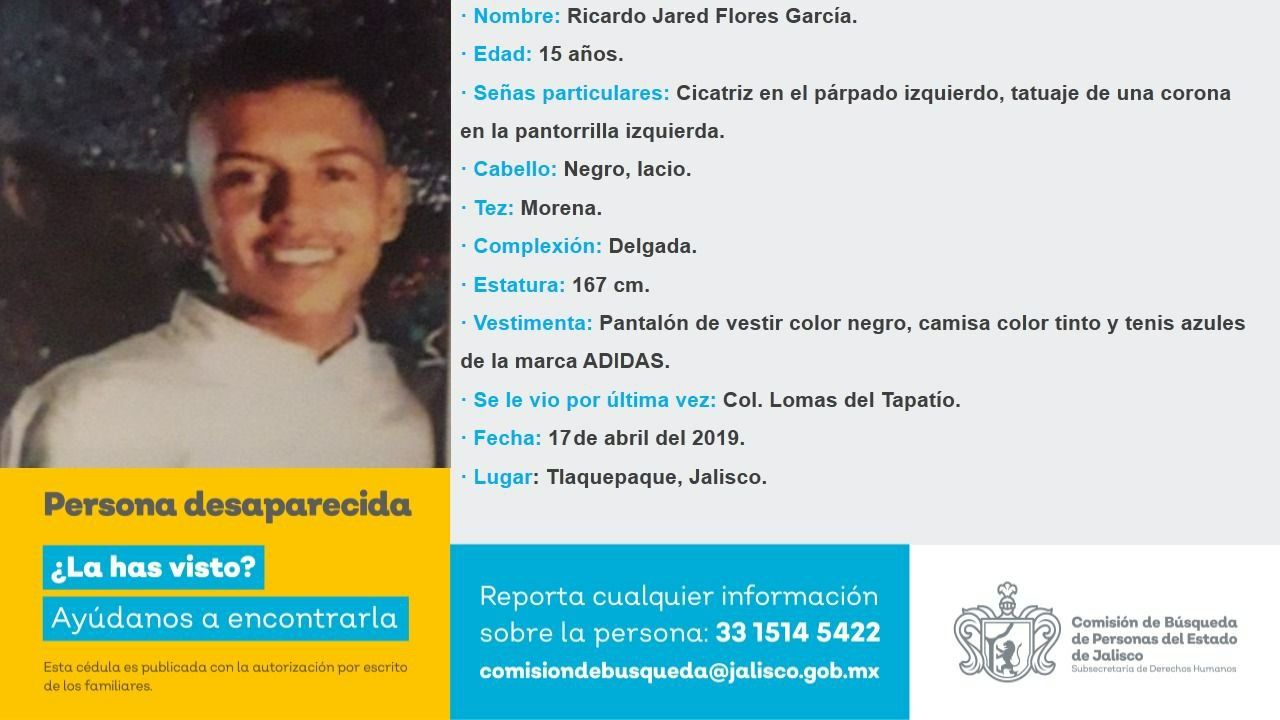 · Nombre: Ricardo Jared Flores García.
· Edad: 15 años.
· Señas particulares: Cicatriz en el párpado izquierdo, tatuaje de una corona
en la pantorrilla izquierda.
· Cabello: Negro, lacio.
· Tez: Morena.
· Complexión: Delgada.
· Estatura: 167 cm.
· Vestimenta: Pantalón de vestir color negro, camisa color tinto y tenis azules
de la marca ADIDAS.
· Se le vio por última vez: Col. Lomas del Tapatío.
· Fecha: 17 de abril del 2019.
· Lugar: Tlaquepaque, Jalisco.
Persona desaparecida
¿La has visto?
Ayúdanos a encontrarla
Esta cédula es publicada con la autorización por escrito
de los familiares.
Reporta cualquier información
sobre la persona: 33 1514 5422
comisiondebusqueda@jalisco.gob.mx
Comisión de Búsqueda
de Personas del Estado
de Jalisco
Subsecretaría de Derechos Humanos